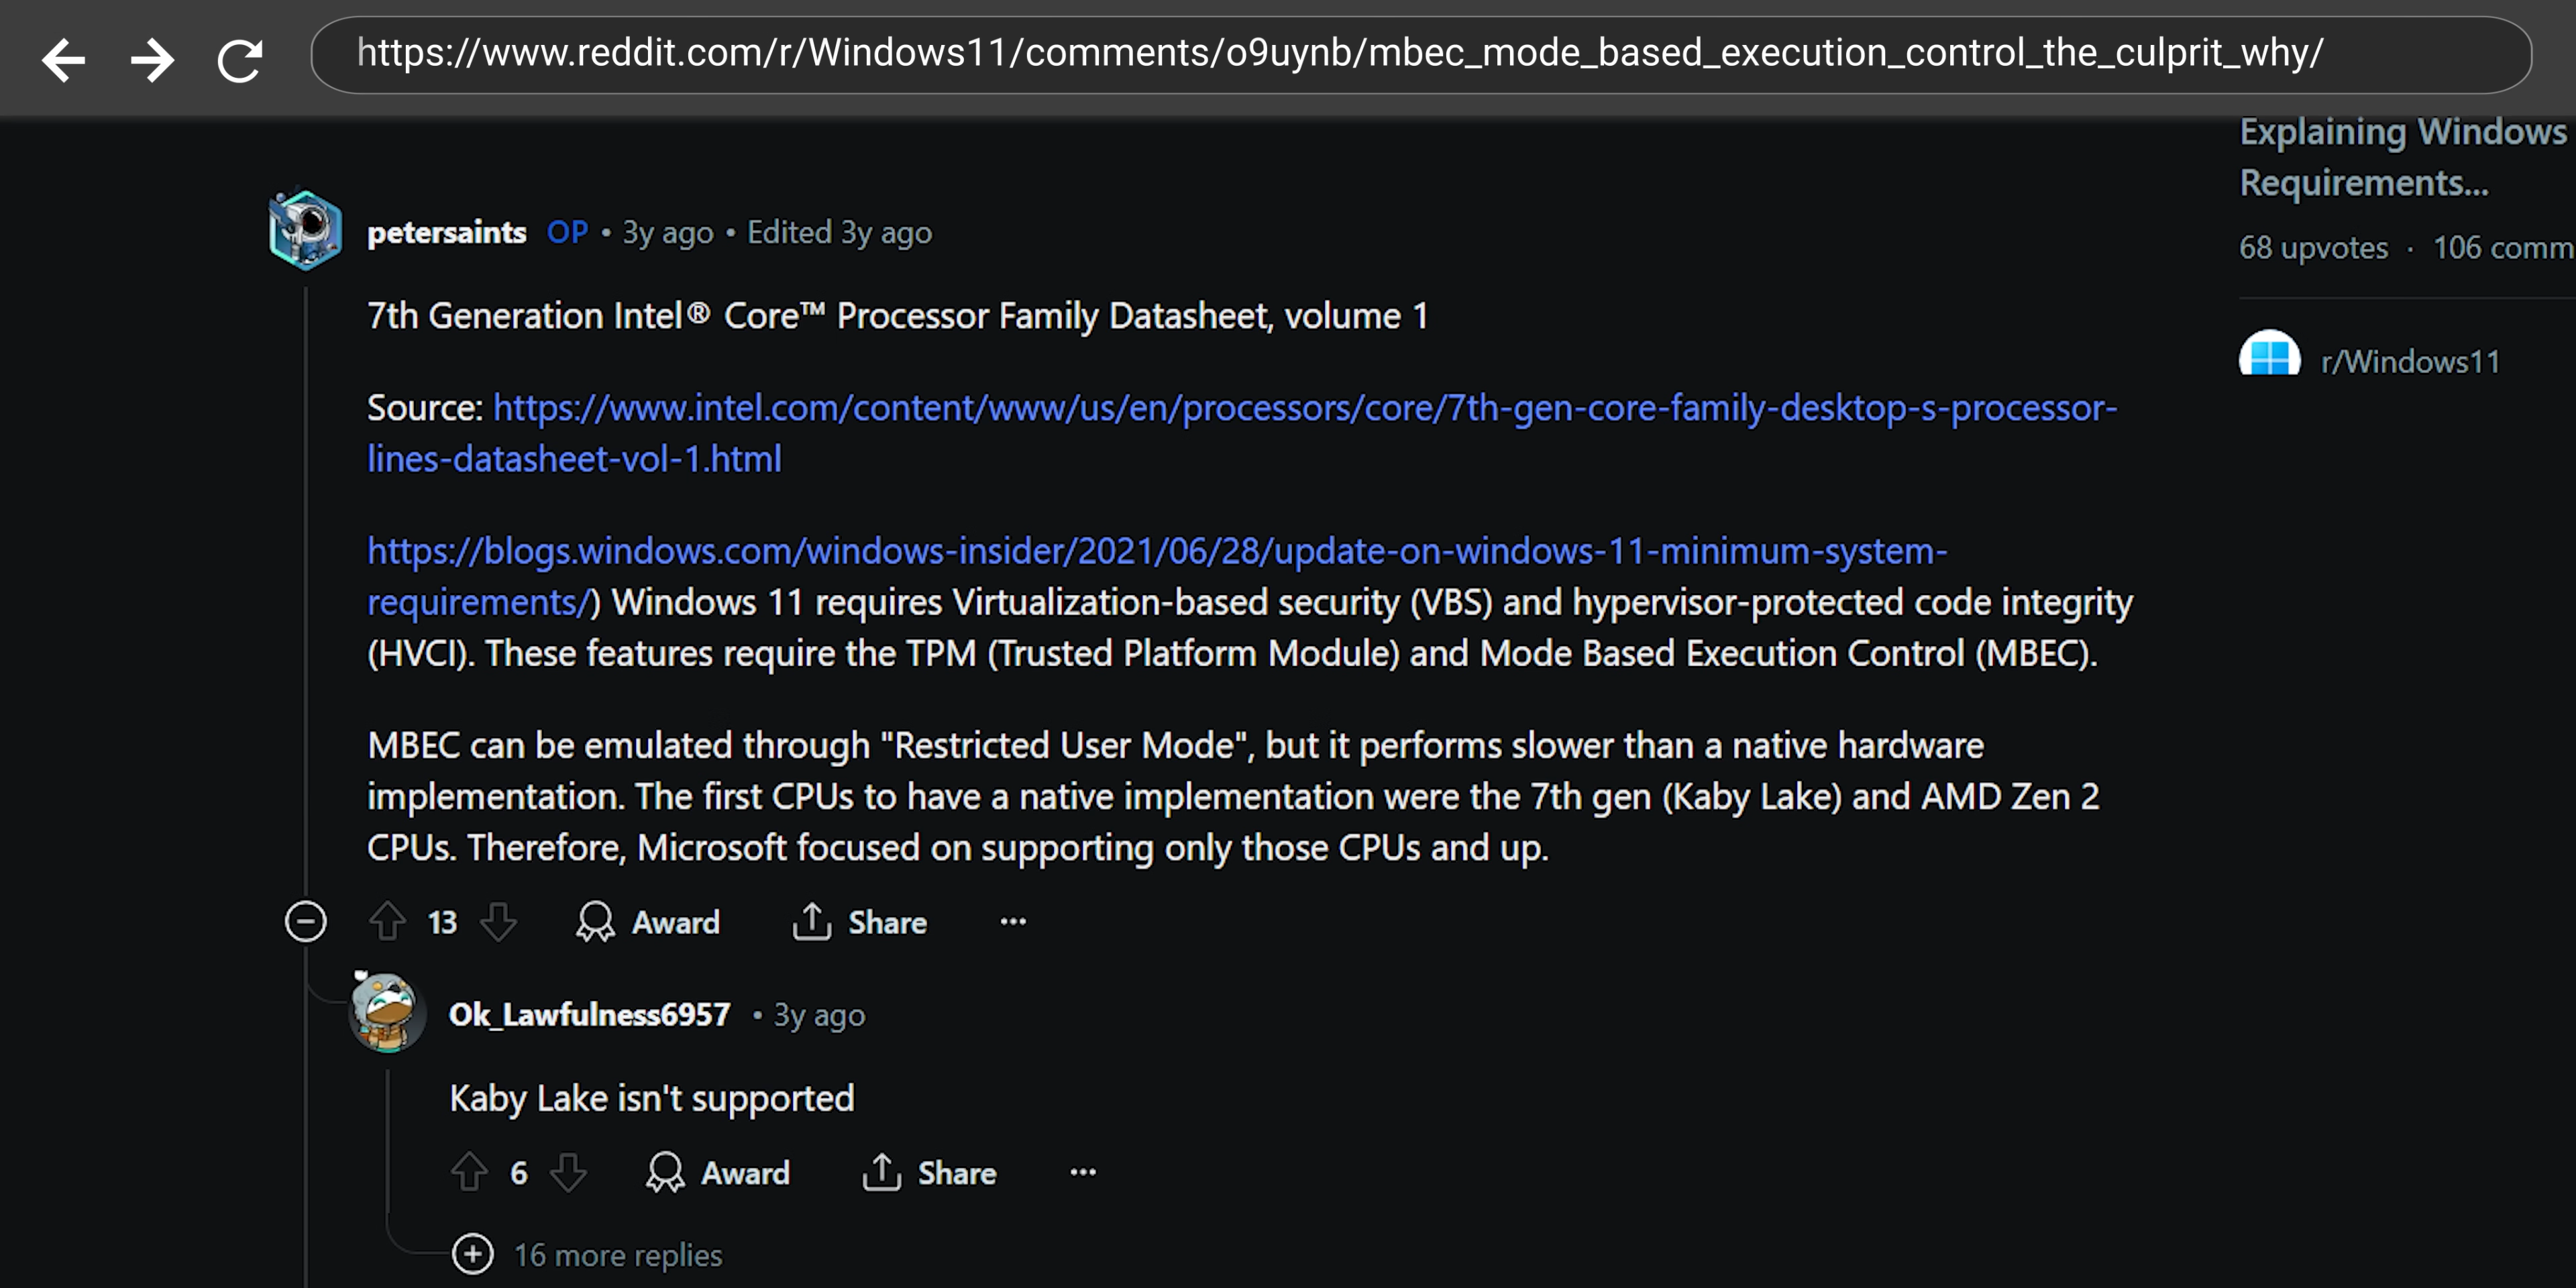 https://www.reddit.com/r/Windows11/comments/o9uynb/mbec_mode_based_execution_control_the_culprit_why/
Explaining Windows
Requirements...
68 upvotes · 106 comm
r/Windows11
petersaints OP • 3y ago • Edited 3y ago
7th Generation Intel® Core™ Processor Family Datasheet, volume 1
Source: https://www.intel.com/content/www/us/en/processors/core/7th-gen-core-family-desktop-s-processor-
lines-datasheet-vol-1.html
https://blogs.windows.com/windows-insider/2021/06/28/update-on-windows-11-minimum-system-
requirements/) Windows 11 requires Virtualization-based security (VBS) and hypervisor-protected code integrity
(HVCI). These features require the TPM (Trusted Platform Module) and Mode Based Execution Control (MBEC).
MBEC can be emulated through "Restricted User Mode", but it performs slower than a native hardware
implementation. The first CPUs to have a native implementation were the 7th gen (Kaby Lake) and AMD Zen 2
CPUs. Therefore, Microsoft focused on supporting only those CPUs and up.
13 Award Share ...
Ok_Lawfulness6957 • 3y ago
Kaby Lake isn't supported
6 Award Share ...
16 more replies